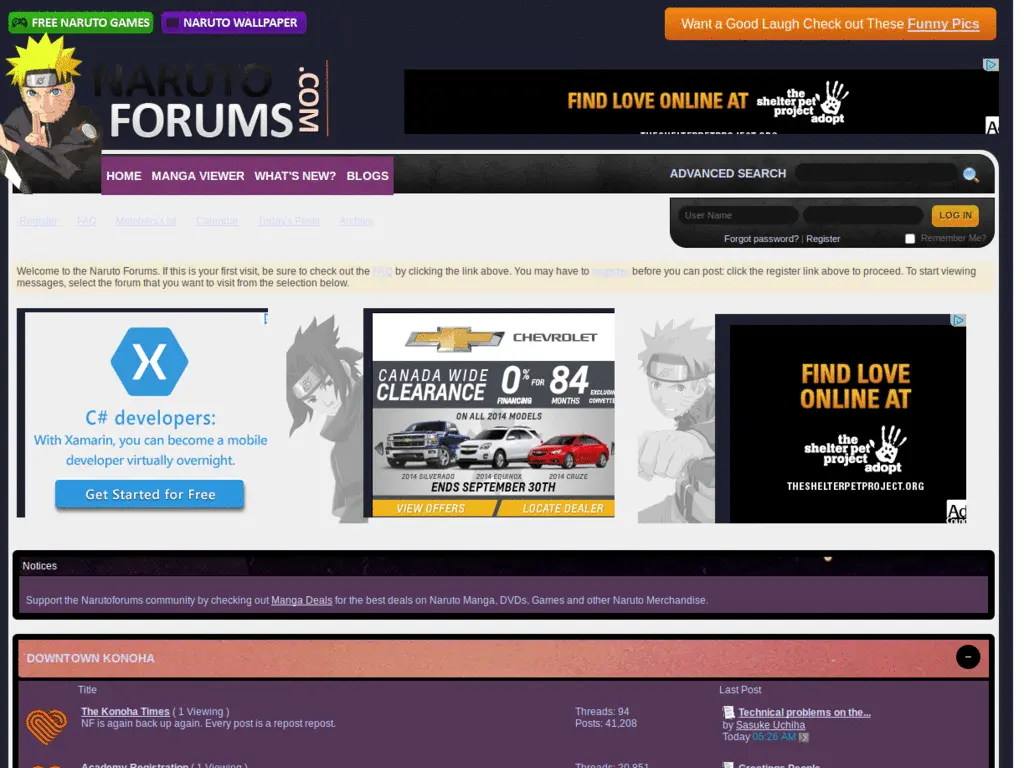 FREE NARUTO GAMES
NARUTO WALLPAPER
Want a Good Laugh Check out These Funny Pics
NARUTO
FORUMS
.COM
FIND LOVE ONLINE AT
the
shelter pet
project
adopt
HOME MANGA VIEWER WHAT'S NEW? BLOGS
ADVANCED SEARCH
Register FAQ Members List Calendar Today's Posts Archive
User Name
LOG IN
Forgot password? | Register
Remember Me?
Welcome to the Naruto Forums. If this is your first visit, be sure to check out the FAQ by clicking the link above. You may have to register before you can post: click the register link above to proceed. To start viewing
messages, select the forum that you want to visit from the selection below.
X
C# developers:
With Xamarin, you can become a mobile
developer virtually overnight.
Get Started for Free
CHEVROLET
CANADA WIDE
CLEARANCE
0% FOR 84
FINANCING
MONTHS
ON ALL 2014 MODELS
2014 SILVERADO 2014 EQUINOX 2014 CRUZE
ENDS SEPTEMBER 30TH
VIEW OFFERS
LOCATE DEALER
FIND LOVE
ONLINE AT
the
shelter pet
project
adopt
THESHELTERPETPROJECT.ORG
Ad
Notices
Support the Narutoforums community by checking out Manga Deals for the best deals on Naruto Manga, DVDs, Games and other Naruto Merchandise.
DOWNTOWN KONOHA
Title Last Post
The Konoha Times ( 1 Viewing )
NF is again back up again. Every post is a repost repost.
Threads: 94
Posts: 41,208
Technical problems on the...
by Sasuke Uchiha
Today 05:26 AM
Academy Registration ( 1 Viewing )
Threads: 20,851
Greetings People